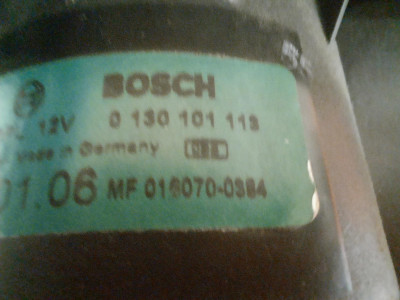 BOSCH
12V 0 130 101 113
Made in Germany
01.06 MF 016070-0384